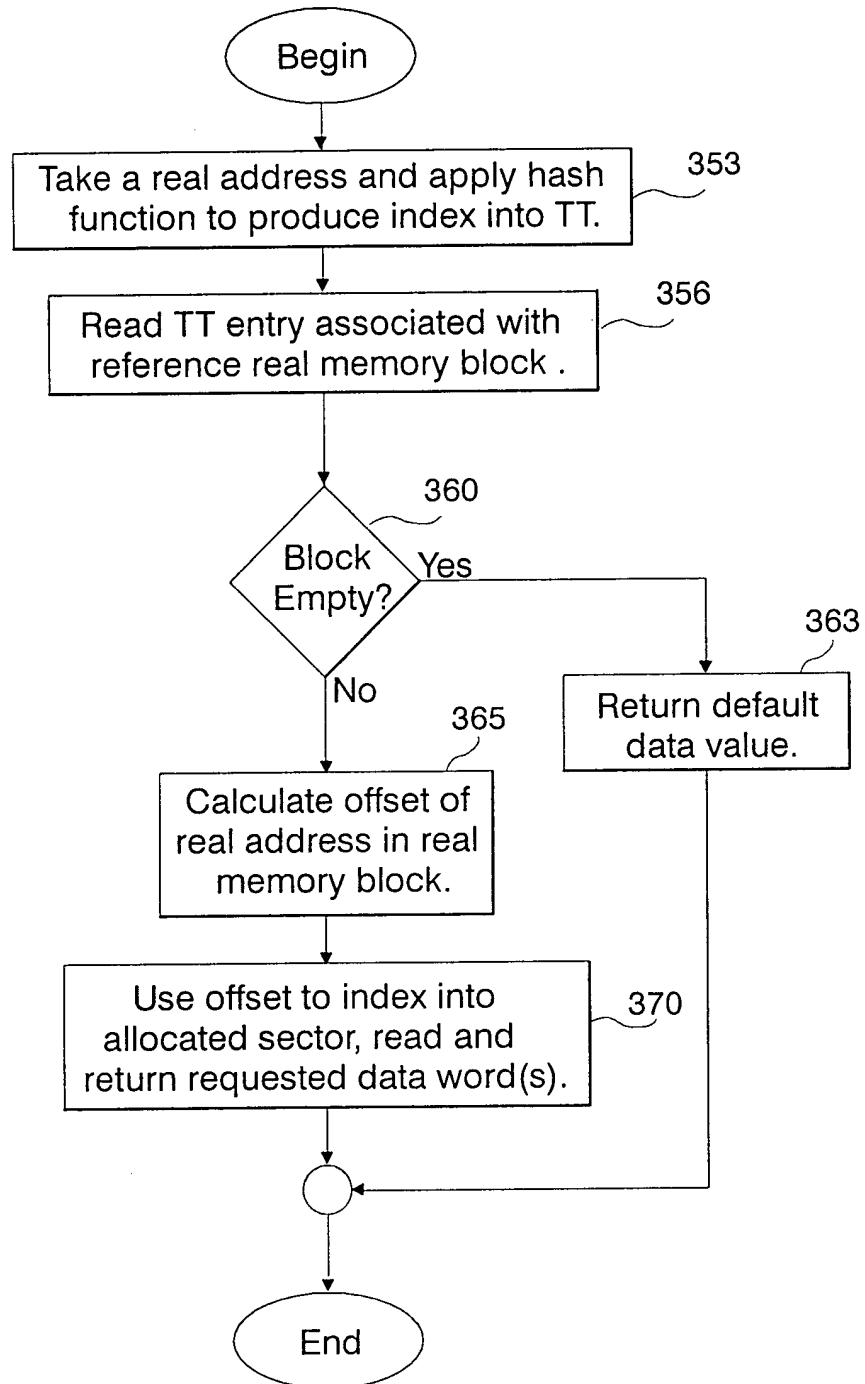 Begin
Take a real address and apply hash
function to produce index into TT.
353
Read TT entry associated with
reference real memory block .
356
360
Block
Empty?
Yes
No
363
Return default
data value.
365
Calculate offset of
real address in real
memory block.
Use offset to index into
allocated sector, read and
return requested data word(s).
370
End